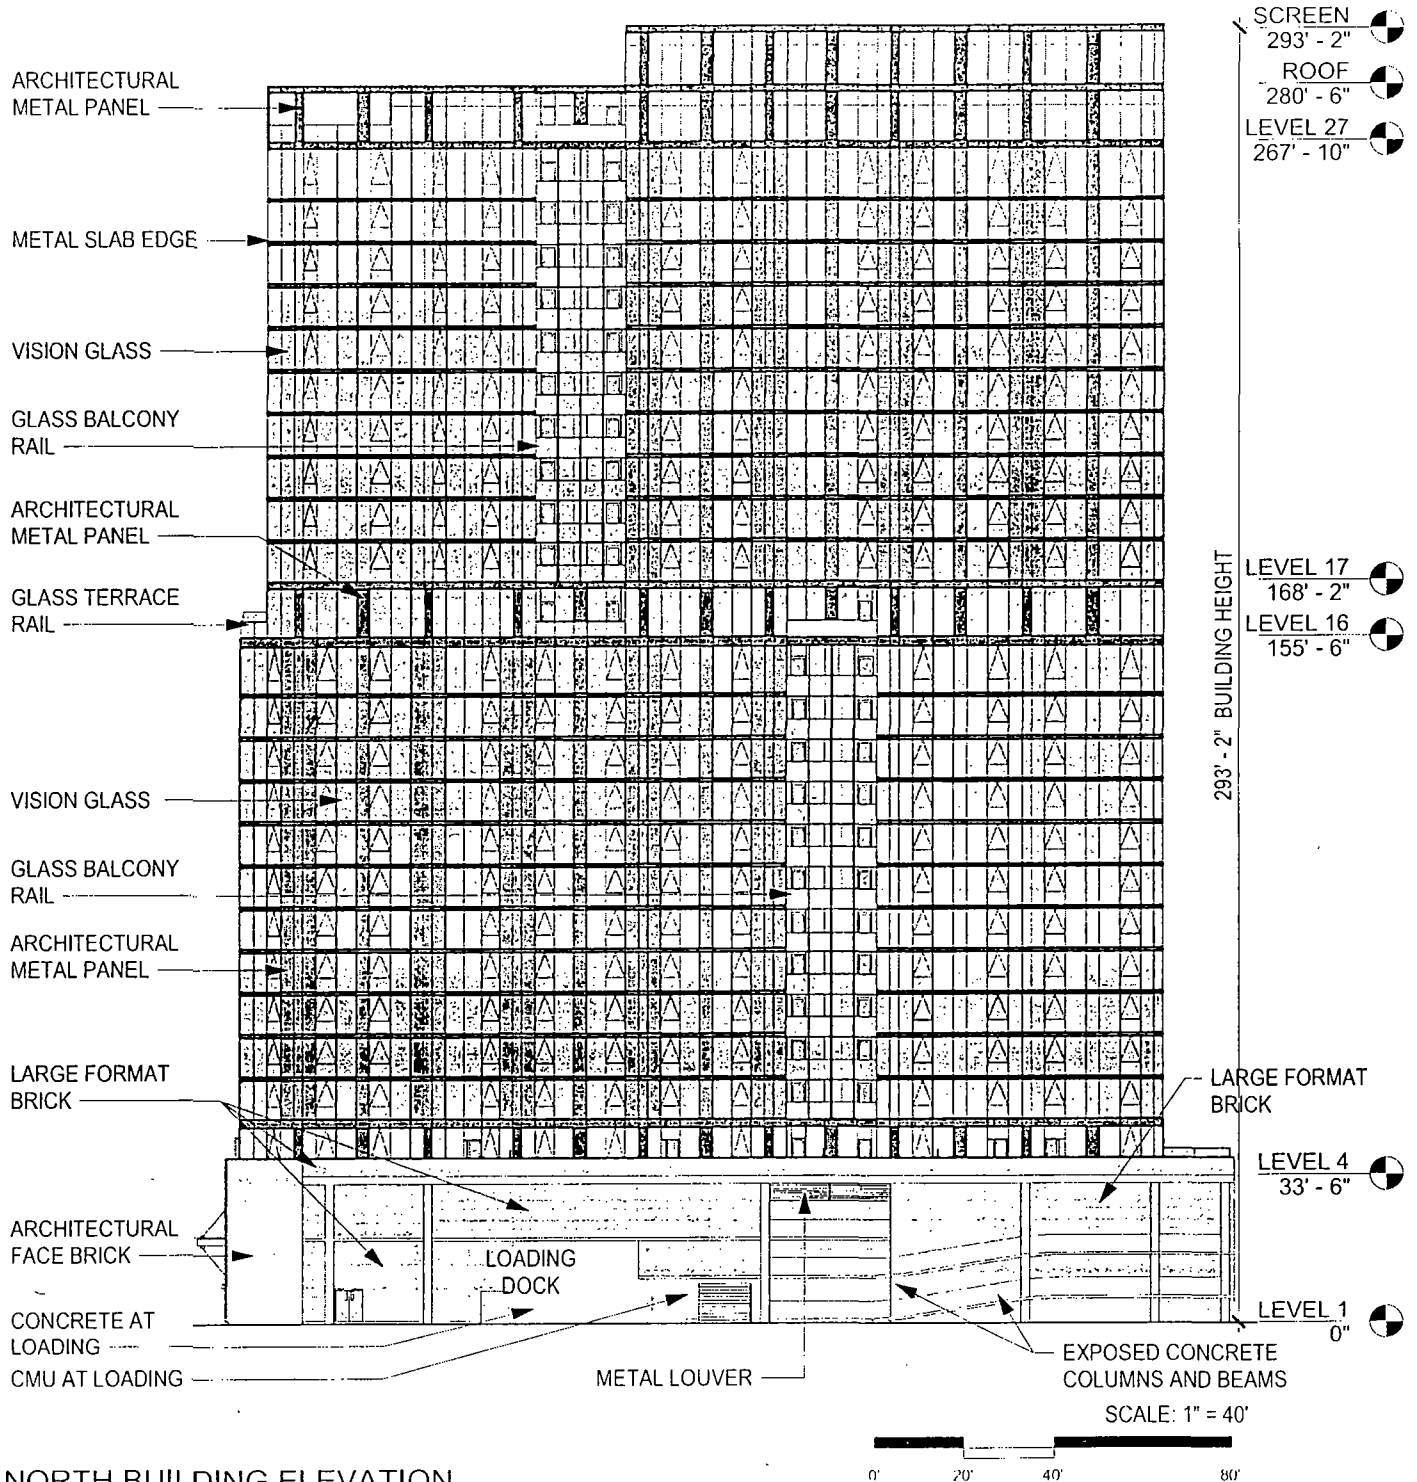 SCREEN
293' - 2"
ROOF
280' - 6"
LEVEL 27
267' - 10"
ARCHITECTURAL
METAL PANEL
METAL SLAB EDGE
VISION GLASS
GLASS BALCONY
RAIL
ARCHITECTURAL
METAL PANEL
GLASS TERRACE
RAIL
LEVEL 17
168' - 2"
LEVEL 16
155' - 6"
293' - 2" BUILDING HEIGHT
VISION GLASS
GLASS BALCONY
RAIL
ARCHITECTURAL
METAL PANEL
LARGE FORMAT
BRICK
LARGE FORMAT
BRICK
LEVEL 4
33' - 6"
ARCHITECTURAL
FACE BRICK
LOADING
DOCK
CONCRETE AT
LOADING
CMU AT LOADING
METAL LOUVER
EXPOSED CONCRETE
COLUMNS AND BEAMS
LEVEL 1
0"
SCALE: 1" = 40'
0' 20' 40' 80'
NORTH BUILDING ELEVATION